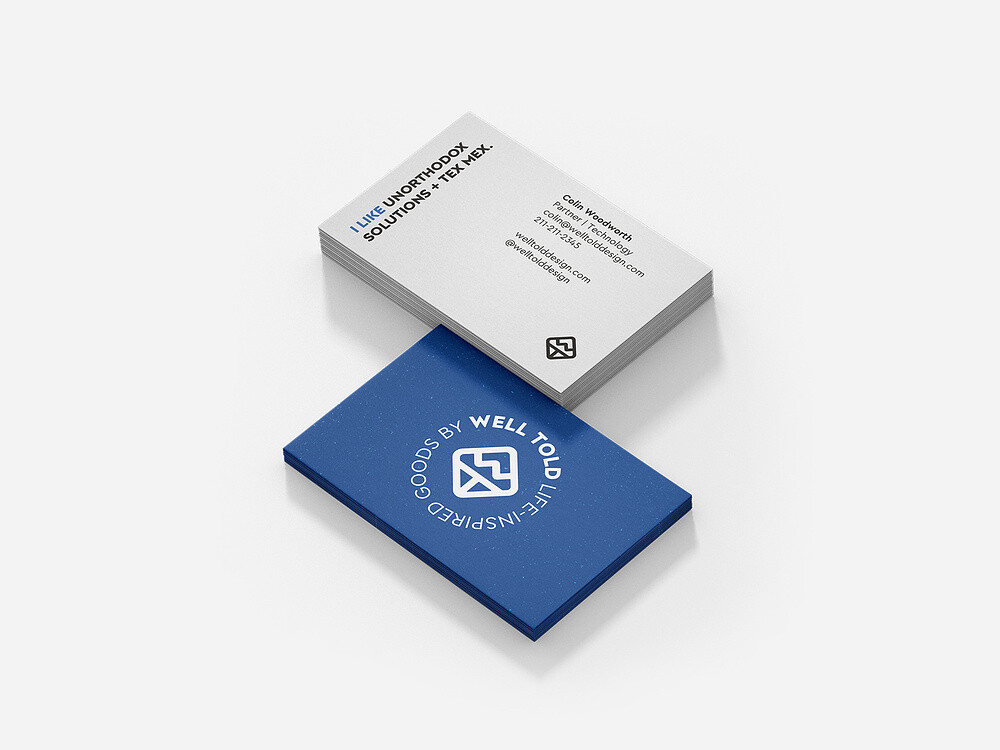 I LIKE UNORTHODOX
SOLUTIONS + TEX MEX.
Colin Woodworth
Partner | Technology
colin@welltolddesign.com
211-211-2345
welltolddesign.com
@welltolddesign
GOODS BY WELL TOLD LIFE-INSPIRED